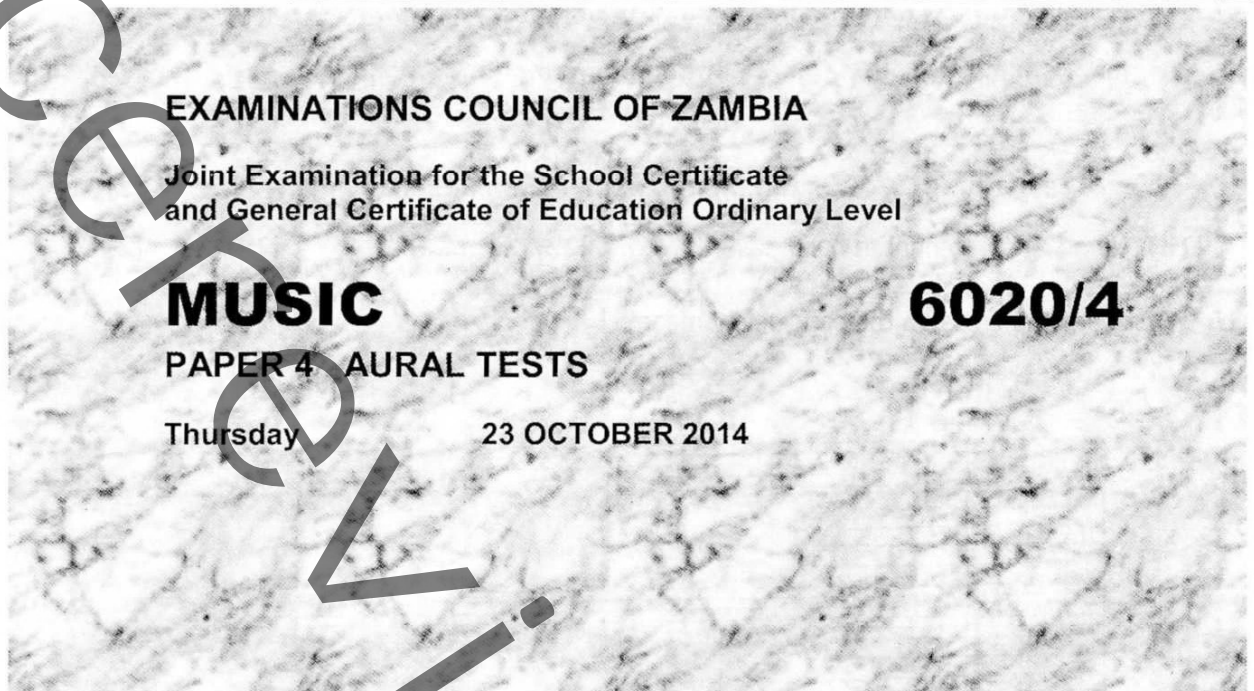 EXAMINATIONS COUNCIL OF ZAMBIA
Joint Examination for the School Certificate
and General Certificate of Education Ordinary Level
MUSIC 6020/4
PAPER 4 AURAL TESTS
Thursday 23 OCTOBER 2014